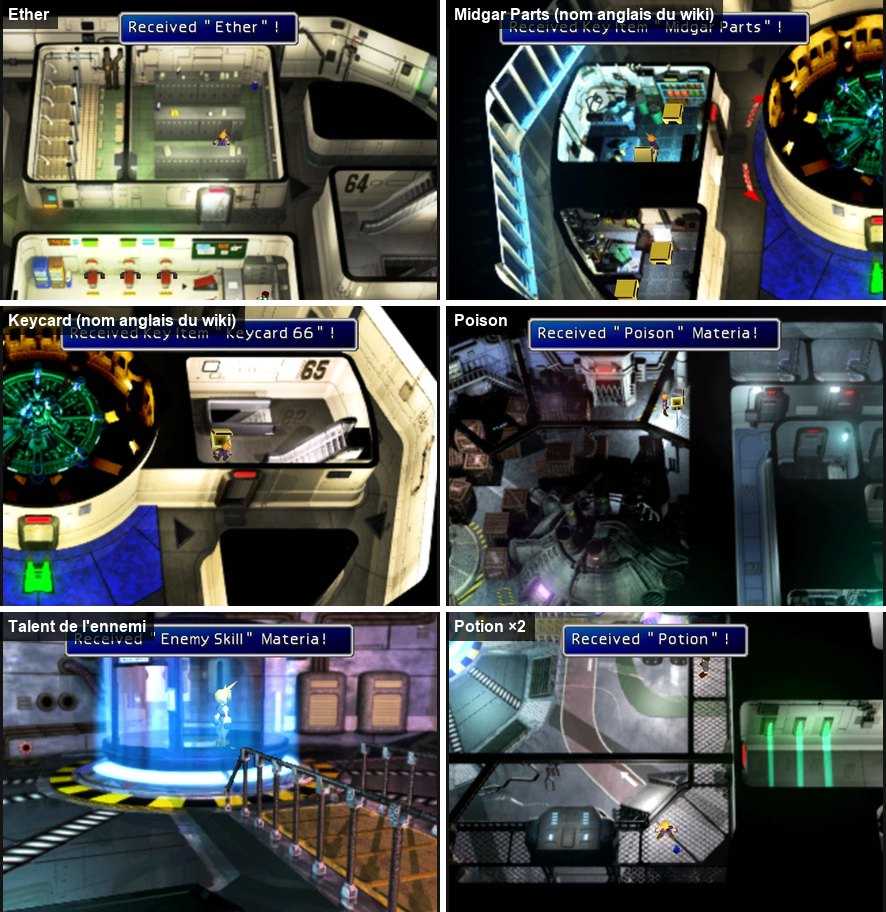 Ether
Received "Ether" !
64
Midgar Parts (nom anglais du wiki)
Received Key Item "Midgar Parts" !
Keycard (nom anglais du wiki)
Received Key Item "Keycard 66" !
65
Poison
Received "Poison" Materia!
Talent de l'ennemi
Received "Enemy Skill" Materia!
Potion ×2
Received "Potion" !